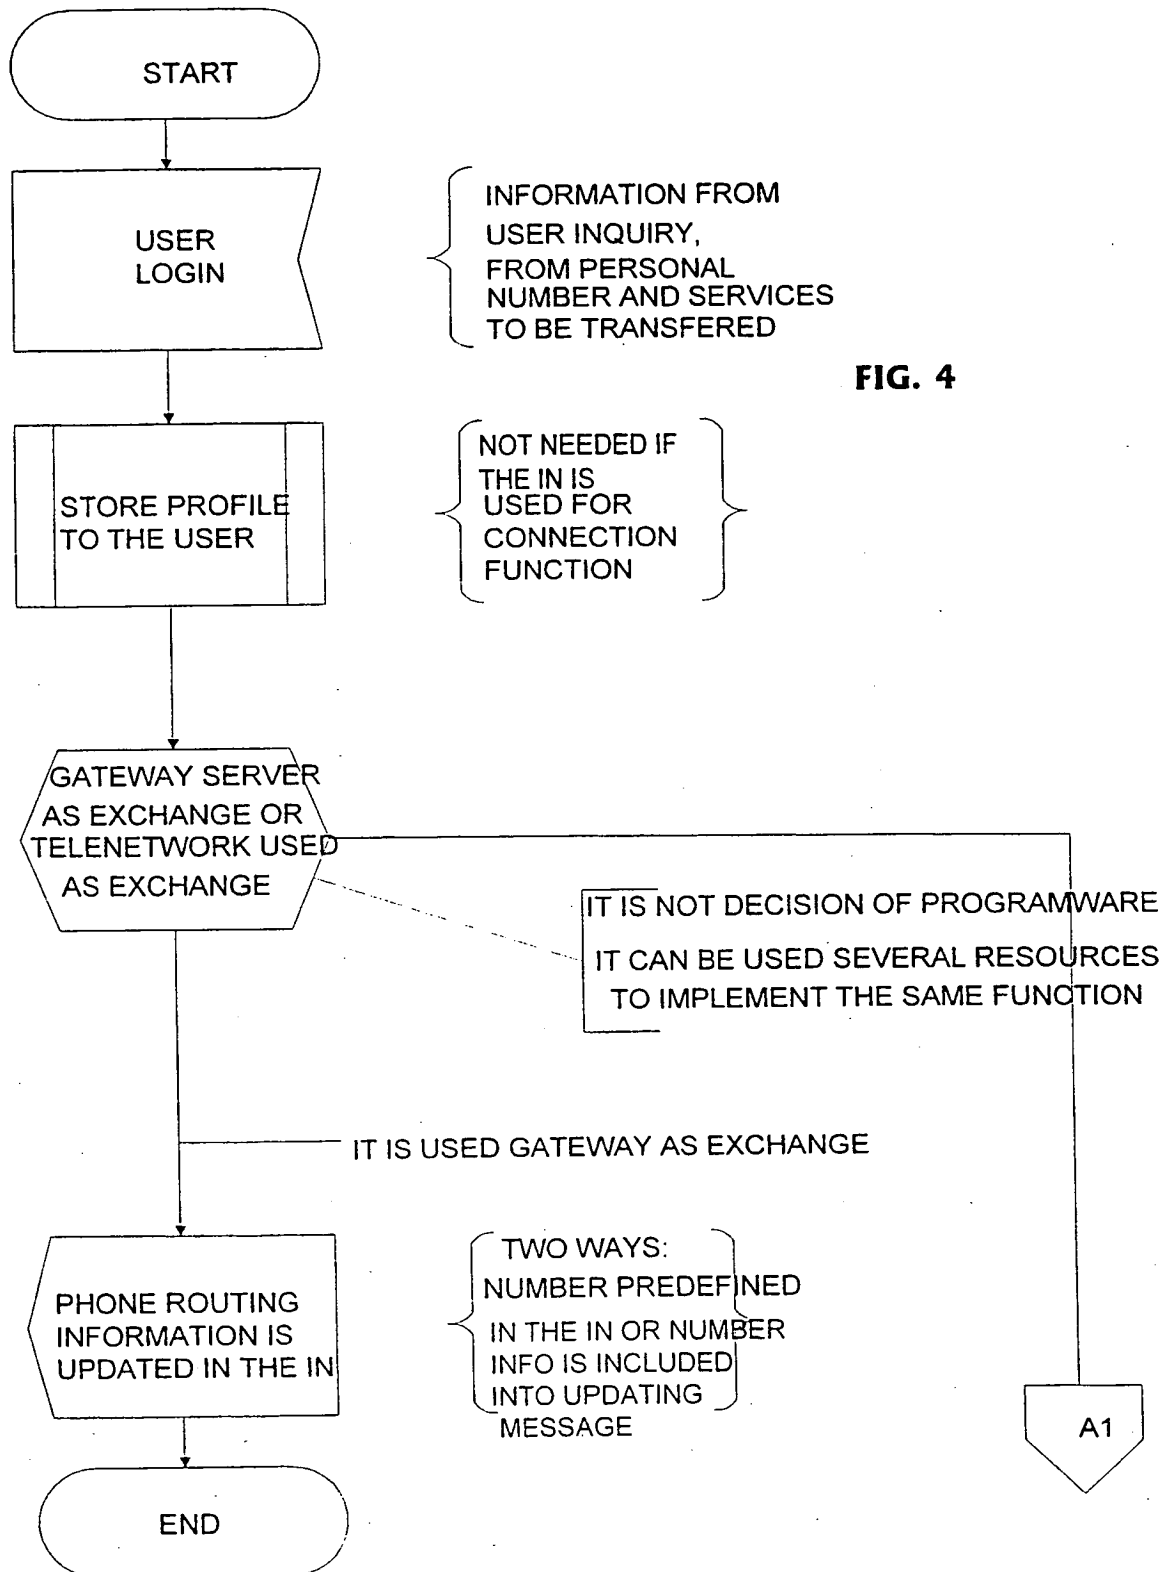 START
USER
LOGIN
INFORMATION FROM
USER INQUIRY,
FROM PERSONAL
NUMBER AND SERVICES
TO BE TRANSFERED
FIG. 4
STORE PROFILE
TO THE USER
NOT NEEDED IF
THE IN IS
USED FOR
CONNECTION
FUNCTION
GATEWAY SERVER
AS EXCHANGE OR
TELENETWORK USED
AS EXCHANGE
IT IS NOT DECISION OF PROGRAMWARE
IT CAN BE USED SEVERAL RESOURCES
TO IMPLEMENT THE SAME FUNCTION
IT IS USED GATEWAY AS EXCHANGE
PHONE ROUTING
INFORMATION IS
UPDATED IN THE IN
TWO WAYS:
NUMBER PREDEFINED
IN THE IN OR NUMBER
INFO IS INCLUDED
INTO UPDATING
MESSAGE
A1
END